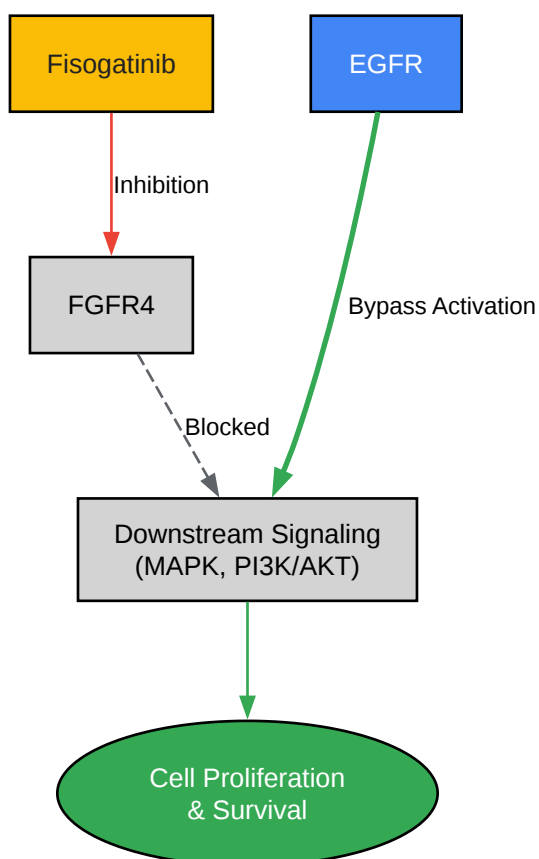 Fisogatinib
EGFR
Inhibition
FGFR4
Bypass Activation
Blocked
Downstream Signaling
(MAPK, PI3K/AKT)
Cell Proliferation
& Survival